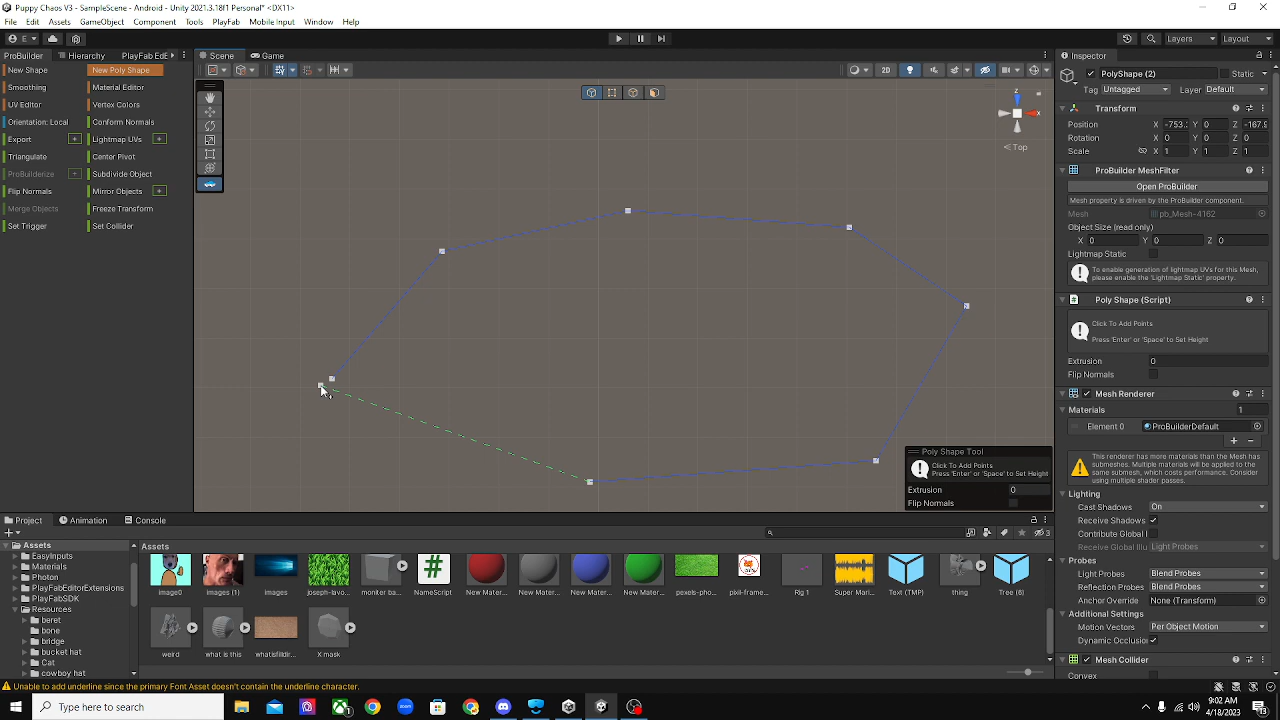 Puppy Chaos V3 - SampleScene - Android - Unity 2021.3.18f1 Personal* <DX11>
File Edit Assets GameObject Component Tools PlayFab Mobile Input Window Help
E Layers Layout
ProBuilder Hierarchy PlayFab EdE Scene Game Inspector
New Shape New Poly Shape
Smoothing Material Editor
UV Editor Vertex Colors
Orientation: Local Conform Normals
Export + Lightmap UVs +
Triangulate Center Pivot
ProBuilderize + Subdivide Object
Flip Normals Mirror Objects +
Merge Objects Freeze Transform
Set Trigger Set Collider
2D
Z
X
Top
Poly Shape Tool
Click To Add Points
Press 'Enter' or 'Space' to Set Height
Extrusion 0
Flip Normals
PolyShape (2) Static
Tag Untagged Layer Default
Transform
Position X -753. Y 0 Z -167.9
Rotation X 0 Y 0 Z 0
Scale X 1 Y 1 Z 1
ProBuilder MeshFilter
Open ProBuilder
Mesh property is driven by the ProBuilder component.
Mesh pb_Mesh-4162
Object Size (read only)
X 0 Y 0 Z 0
Lightmap Static
To enable generation of lightmap UVs for this Mesh,
please enable the 'Lightmap Static' property.
# Poly Shape (Script)
Click To Add Points
Press 'Enter' or 'Space' to Set Height
Extrusion 0
Flip Normals
Mesh Renderer
Materials 1
Element 0 ProBuilderDefault
+ −
This renderer has more materials than the Mesh has
submeshes. Multiple materials will be applied to the
same submesh, which costs performance. Consider
using multiple shader passes.
Lighting
Cast Shadows On
Receive Shadows
Contribute Global I
Receive Global Illu Light Probes
Probes
Light Probes Blend Probes
Reflection Probes Blend Probes
Anchor Override None (Transform)
Additional Settings
Motion Vectors Per Object Motion
Dynamic Occlusion
Mesh Collider
Convex
Project Animation Console
+ 3
Assets
EasyInputs
Materials
Photon
PlayFabEditorExtensions
PlayFabSDK
Resources
beret
bone
bridge
bucket hat
Cat
cowboy hat
Assets
image0 images (1) images joseph-lavo... moniter ba... NameScript New Mater... New Mater... New Mater... New Mater... pexels-pho... pixil-frame... Rig 1 Super Mari... Text (TMP) thing Tree (6)
weird what is this whatisfilldir... X mask
Unable to add underline since the primary Font Asset doesn't contain the underline character.
Type here to search
zoom
9:02 AM
4/18/2023